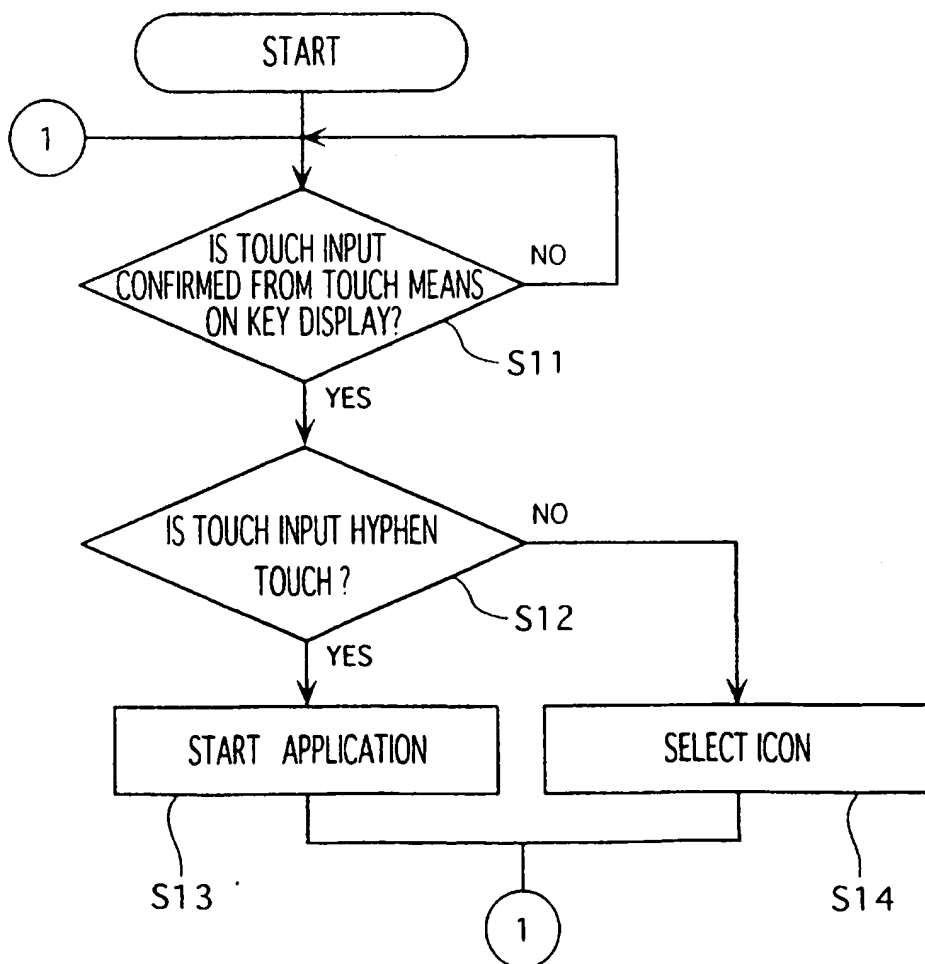 START
1
IS TOUCH INPUT
CONFIRMED FROM TOUCH MEANS
ON KEY DISPLAY?
NO
S11
YES
IS TOUCH INPUT HYPHEN
TOUCH?
NO
S12
YES
START APPLICATION
SELECT ICON
S13
S14
1